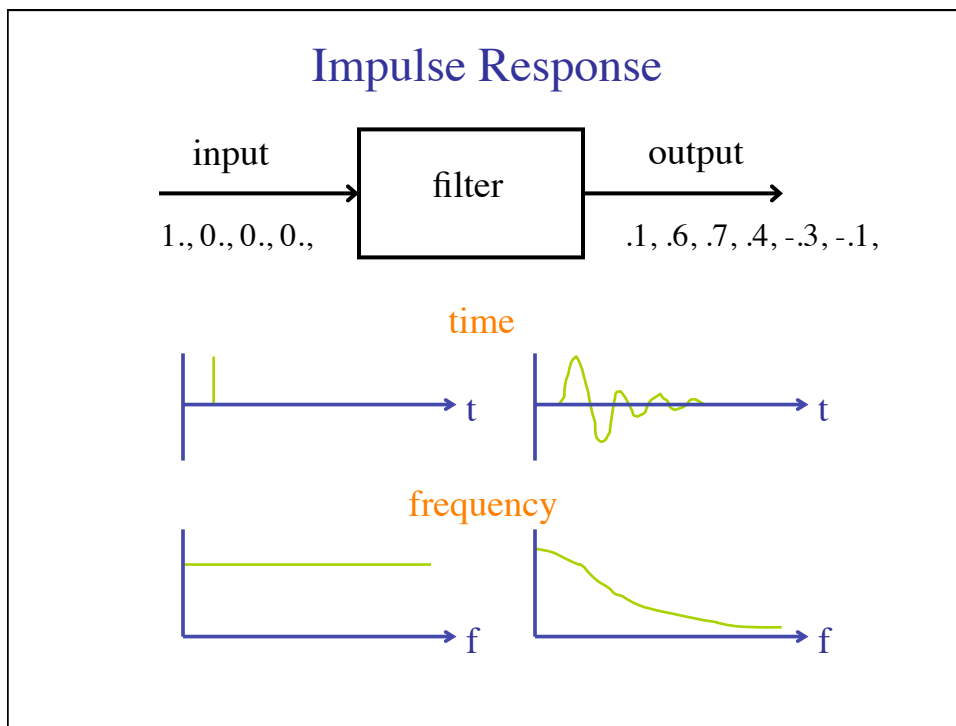 Impulse Response
input
filter
output
1., 0., 0., 0.,
.1, .6, .7, .4, -.3, -.1,
time
t
t
frequency
f
f